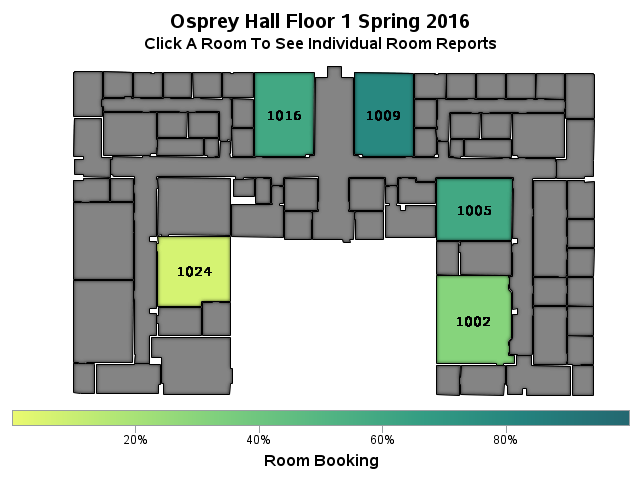 Osprey Hall Floor 1 Spring 2016
Click A Room To See Individual Room Reports
1016
1009
1005
1024
1002
20% 40% 60% 80%
Room Booking